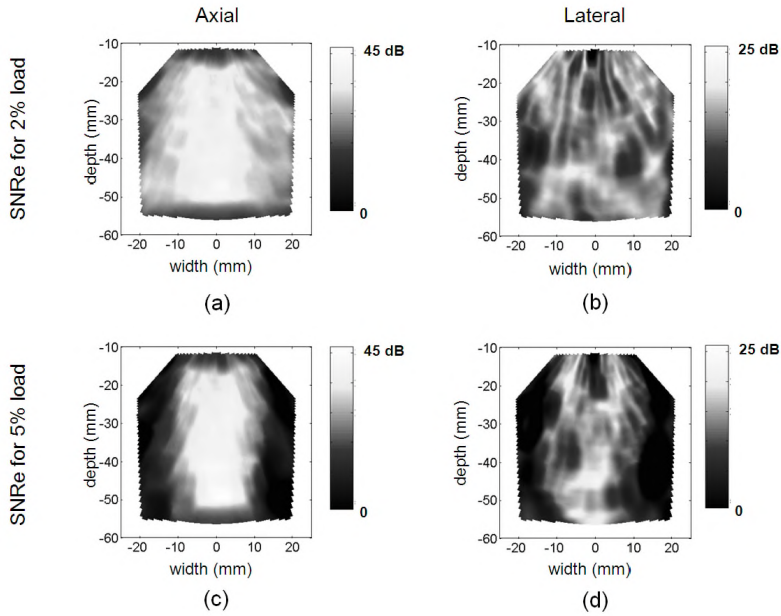 Axial
Lateral
SNRe for 2% load
-10
-20
-30
-40
-50
-60
depth (mm)
-20 -10 0 10 20
width (mm)
45 dB
0
(a)
-10
-20
-30
-40
-50
-60
depth (mm)
-20 -10 0 10 20
width (mm)
25 dB
0
(b)
SNRe for 5% load
-10
-20
-30
-40
-50
-60
depth (mm)
-20 -10 0 10 20
width (mm)
45 dB
0
(c)
-10
-20
-30
-40
-50
-60
depth (mm)
-20 -10 0 10 20
width (mm)
25 dB
0
(d)